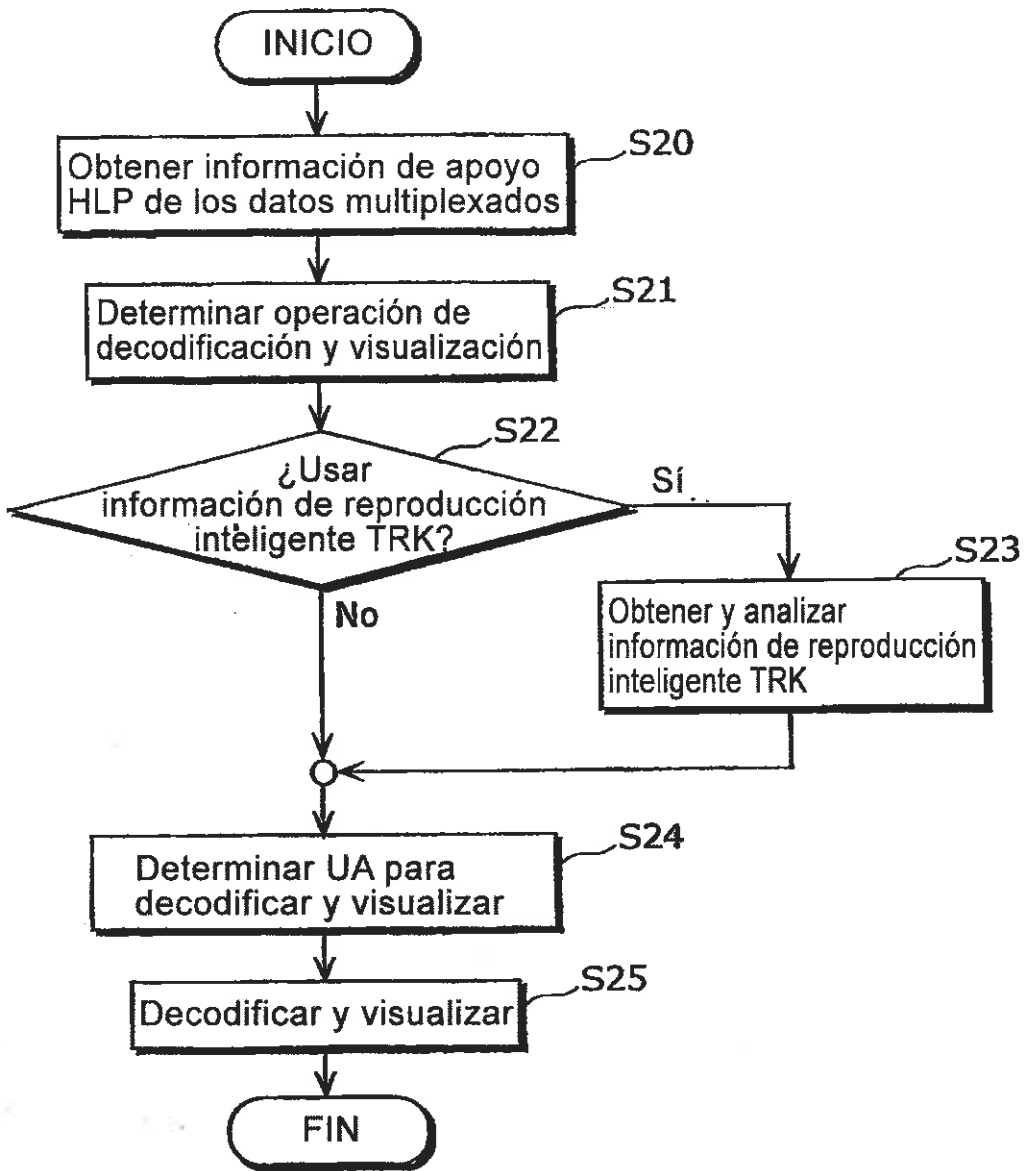 INICIO
S20
Obtener información de apoyo
HLP de los datos multiplexados
S21
Determinar operación de
decodificación y visualización
S22
¿Usar
información de reproducción
inteligente TRK?
Sí
No
S23
Obtener y analizar
información de reproducción
inteligente TRK
S24
Determinar UA para
decodificar y visualizar
S25
Decodificar y visualizar
FIN